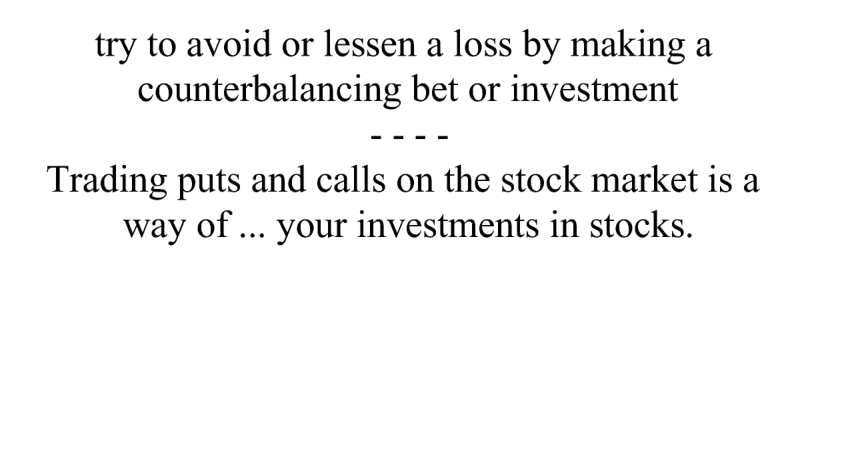 try to avoid or lessen a loss by making a
counterbalancing bet or investment
- - - -
Trading puts and calls on the stock market is a
way of ... your investments in stocks.